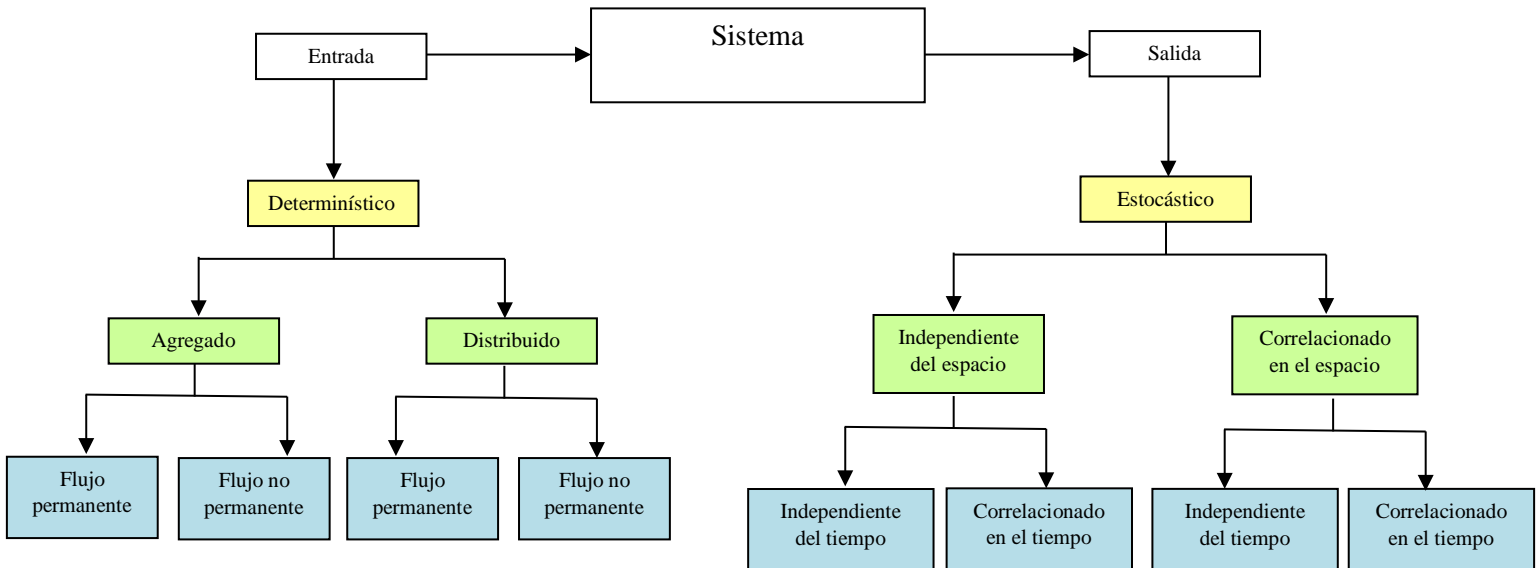 Sistema
Entrada
Salida
Determinístico
Estocástico
Agregado
Distribuido
Independiente
del espacio
Correlacionado
en el espacio
Flujo
permanente
Flujo no
permanente
Flujo
permanente
Flujo no
permanente
Independiente
del tiempo
Correlacionado
en el tiempo
Independiente
del tiempo
Correlacionado
en el tiempo